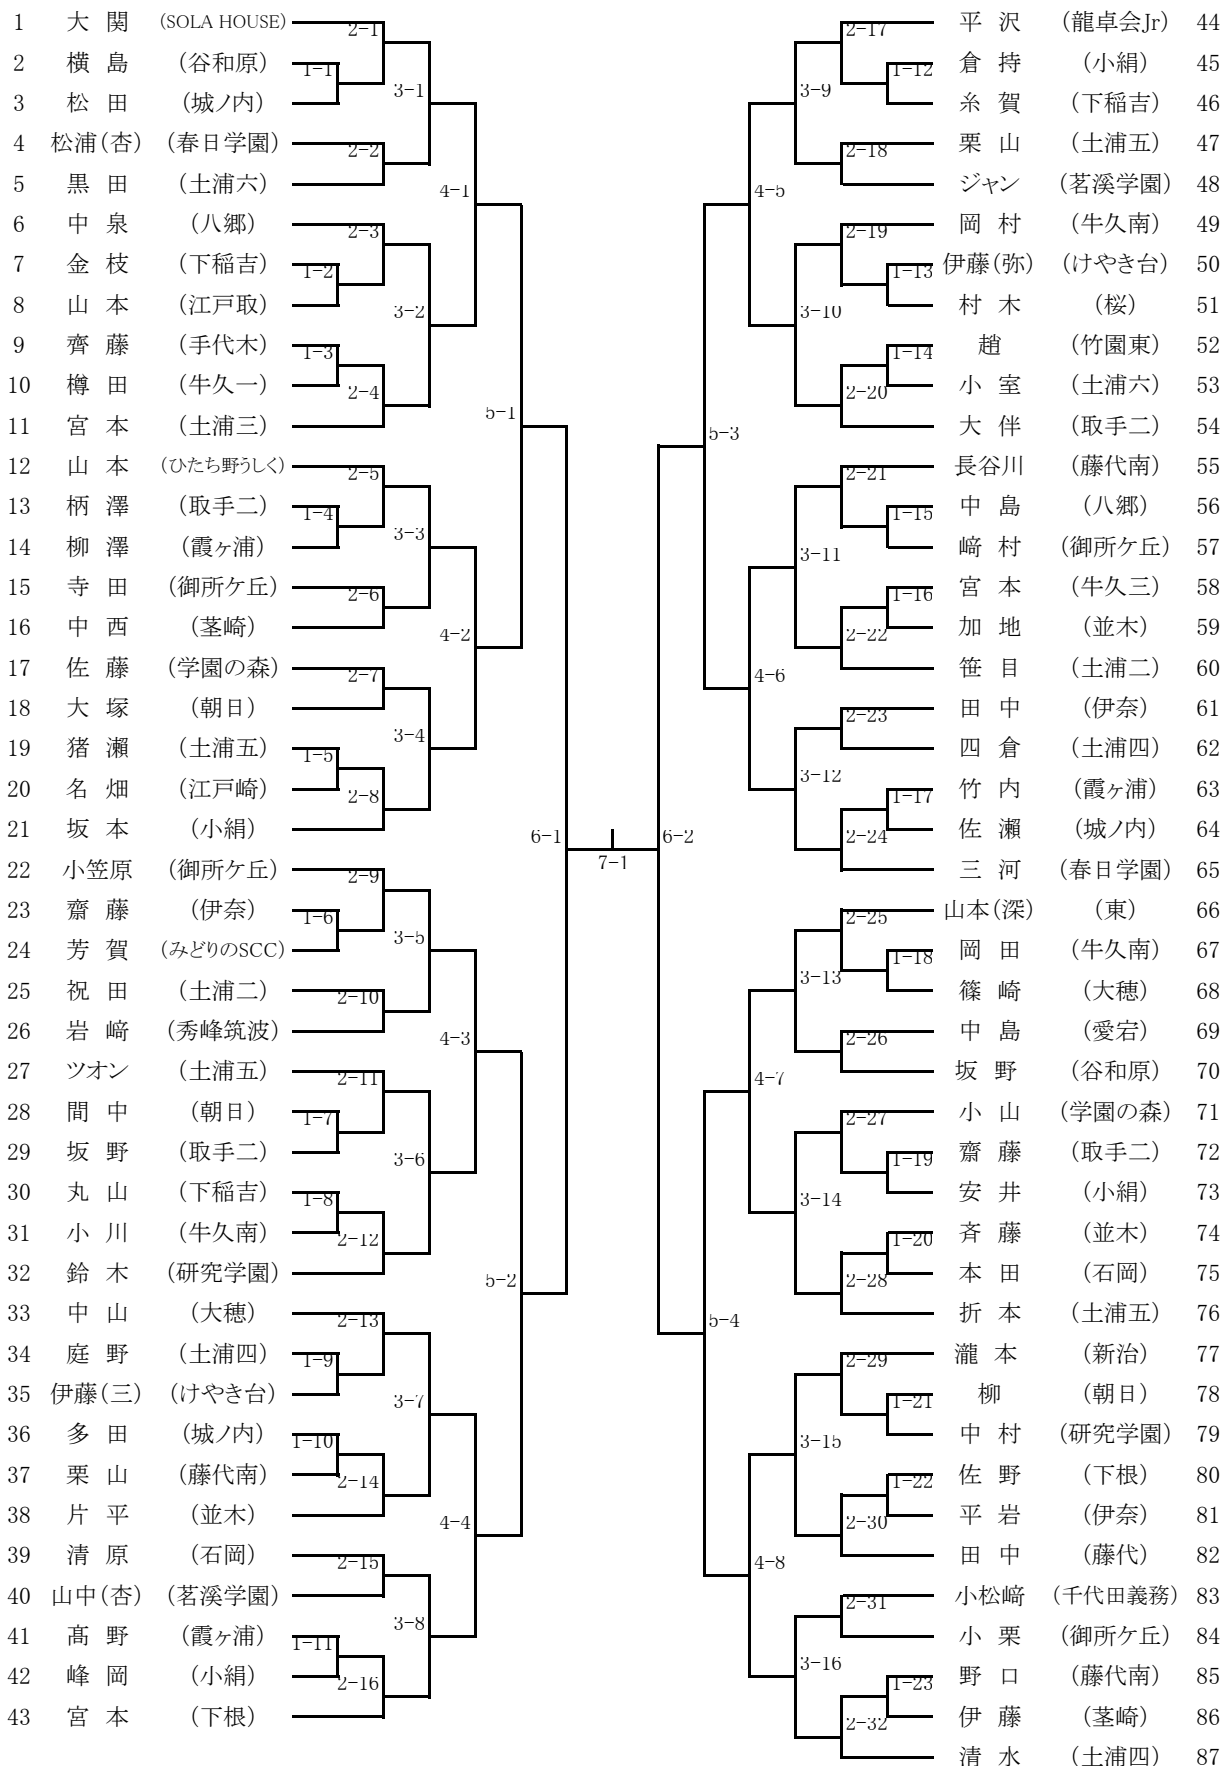 1 大関 (SOLA HOUSE)
2 横島 (谷和原)
3 松田 (城ノ内)
4 松浦(杏) (春日学園)
5 黒田 (土浦六)
6 中泉 (八郷)
7 金枝 (下稲吉)
8 山本 (江戸取)
9 齊藤 (手代木)
10 樽田 (牛久一)
11 宮本 (土浦三)
12 山本 (ひたち野うしく)
13 柄澤 (取手二)
14 柳澤 (霞ヶ浦)
15 寺田 (御所ケ丘)
16 中西 (茎崎)
17 佐藤 (学園の森)
18 大塚 (朝日)
19 猪瀬 (土浦五)
20 名畑 (江戸崎)
21 坂本 (小絹)
22 小笠原 (御所ケ丘)
23 齋藤 (伊奈)
24 芳賀 (みどりのSCC)
25 祝田 (土浦二)
26 岩﨑 (秀峰筑波)
27 ツオン (土浦五)
28 間中 (朝日)
29 坂野 (取手二)
30 丸山 (下稲吉)
31 小川 (牛久南)
32 鈴木 (研究学園)
33 中山 (大穂)
34 庭野 (土浦四)
35 伊藤(三) (けやき台)
36 多田 (城ノ内)
37 栗山 (藤代南)
38 片平 (並木)
39 清原 (石岡)
40 山中(杏) (茗溪学園)
41 髙野 (霞ヶ浦)
42 峰岡 (小絹)
43 宮本 (下根)
1-1
1-2
1-3
1-4
1-5
1-6
1-7
1-8
1-9
1-10
1-11
2-1
2-2
2-3
2-4
2-5
2-6
2-7
2-8
2-9
2-10
2-11
2-12
2-13
2-14
2-15
2-16
3-1
3-2
3-3
3-4
3-5
3-6
3-7
3-8
4-1
4-2
4-3
4-4
5-1
5-2
6-1
7-1
6-2
5-3
5-4
4-5
4-6
4-7
4-8
3-9
3-10
3-11
3-12
3-13
3-14
3-15
3-16
2-17
2-18
2-19
2-20
2-21
2-22
2-23
2-24
2-25
2-26
2-27
2-28
2-29
2-30
2-31
2-32
1-12
1-13
1-14
1-15
1-16
1-17
1-18
1-19
1-20
1-21
1-22
1-23
平沢 (龍卓会Jr) 44
倉持 (小絹) 45
糸賀 (下稲吉) 46
栗山 (土浦五) 47
ジャン (茗溪学園) 48
岡村 (牛久南) 49
伊藤(弥) (けやき台) 50
村木 (桜) 51
趙 (竹園東) 52
小室 (土浦六) 53
大伴 (取手二) 54
長谷川 (藤代南) 55
中島 (八郷) 56
﨑村 (御所ケ丘) 57
宮本 (牛久三) 58
加地 (並木) 59
笹目 (土浦二) 60
田中 (伊奈) 61
四倉 (土浦四) 62
竹内 (霞ヶ浦) 63
佐瀬 (城ノ内) 64
三河 (春日学園) 65
山本(深) (東) 66
岡田 (牛久南) 67
篠崎 (大穂) 68
中島 (愛宕) 69
坂野 (谷和原) 70
小山 (学園の森) 71
齋藤 (取手二) 72
安井 (小絹) 73
斉藤 (並木) 74
本田 (石岡) 75
折本 (土浦五) 76
瀧本 (新治) 77
柳 (朝日) 78
中村 (研究学園) 79
佐野 (下根) 80
平岩 (伊奈) 81
田中 (藤代) 82
小松﨑 (千代田義務) 83
小栗 (御所ケ丘) 84
野口 (藤代南) 85
伊藤 (茎崎) 86
清水 (土浦四) 87